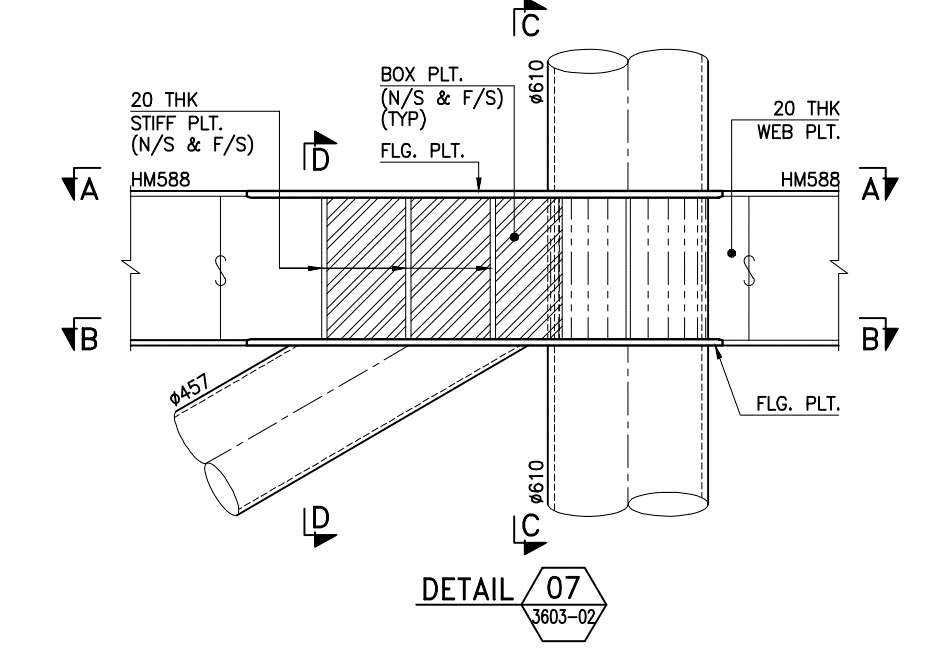 C
BOX PLT.
(N/S & F/S)
(TYP)
ø610
20 THK
STIFF PLT.
(N/S & F/S)
20 THK
WEB PLT.
D
FLG. PLT.
A
HM588
HM588
A
B
B
ø457
FLG. PLT.
ø610
D
C
DETAIL
07
3603-02